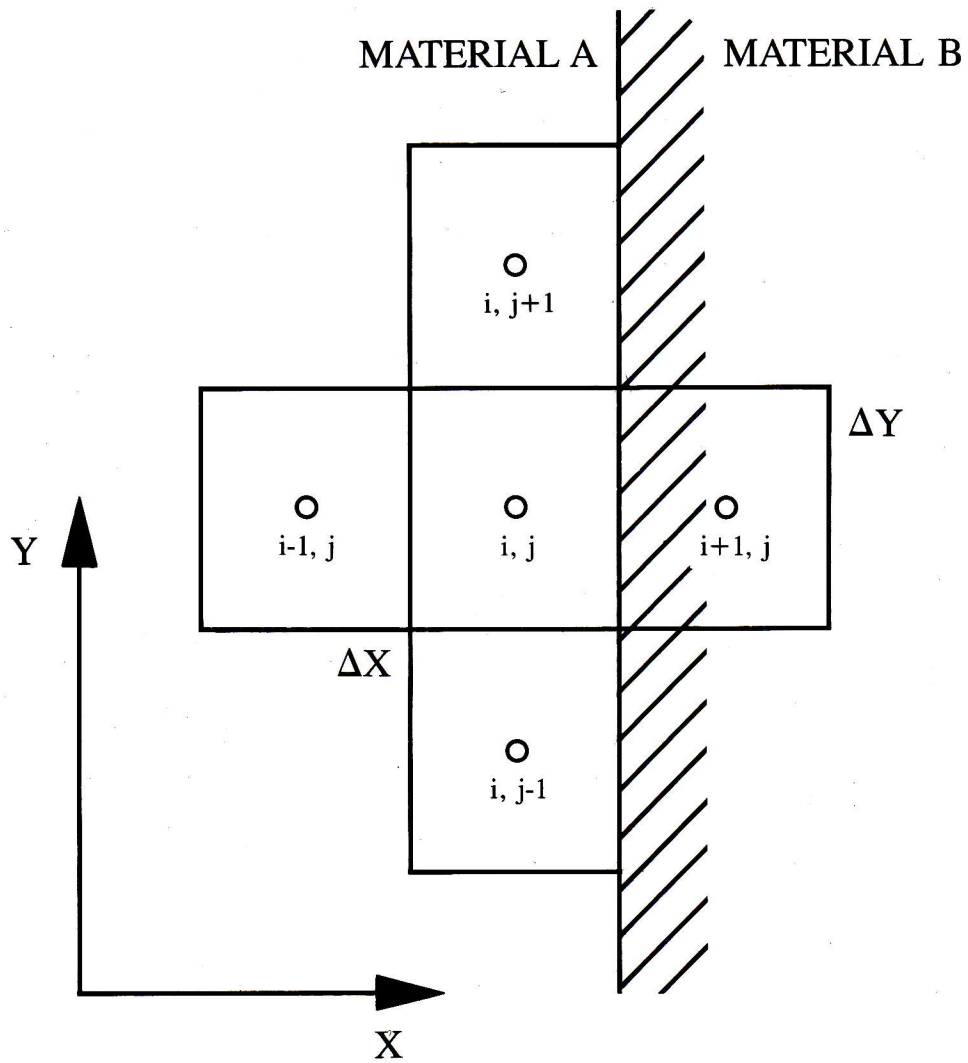 MATERIAL A
MATERIAL B
i, j+1
ΔY
Y
i-1, j
i, j
i+1, j
ΔX
i, j-1
X